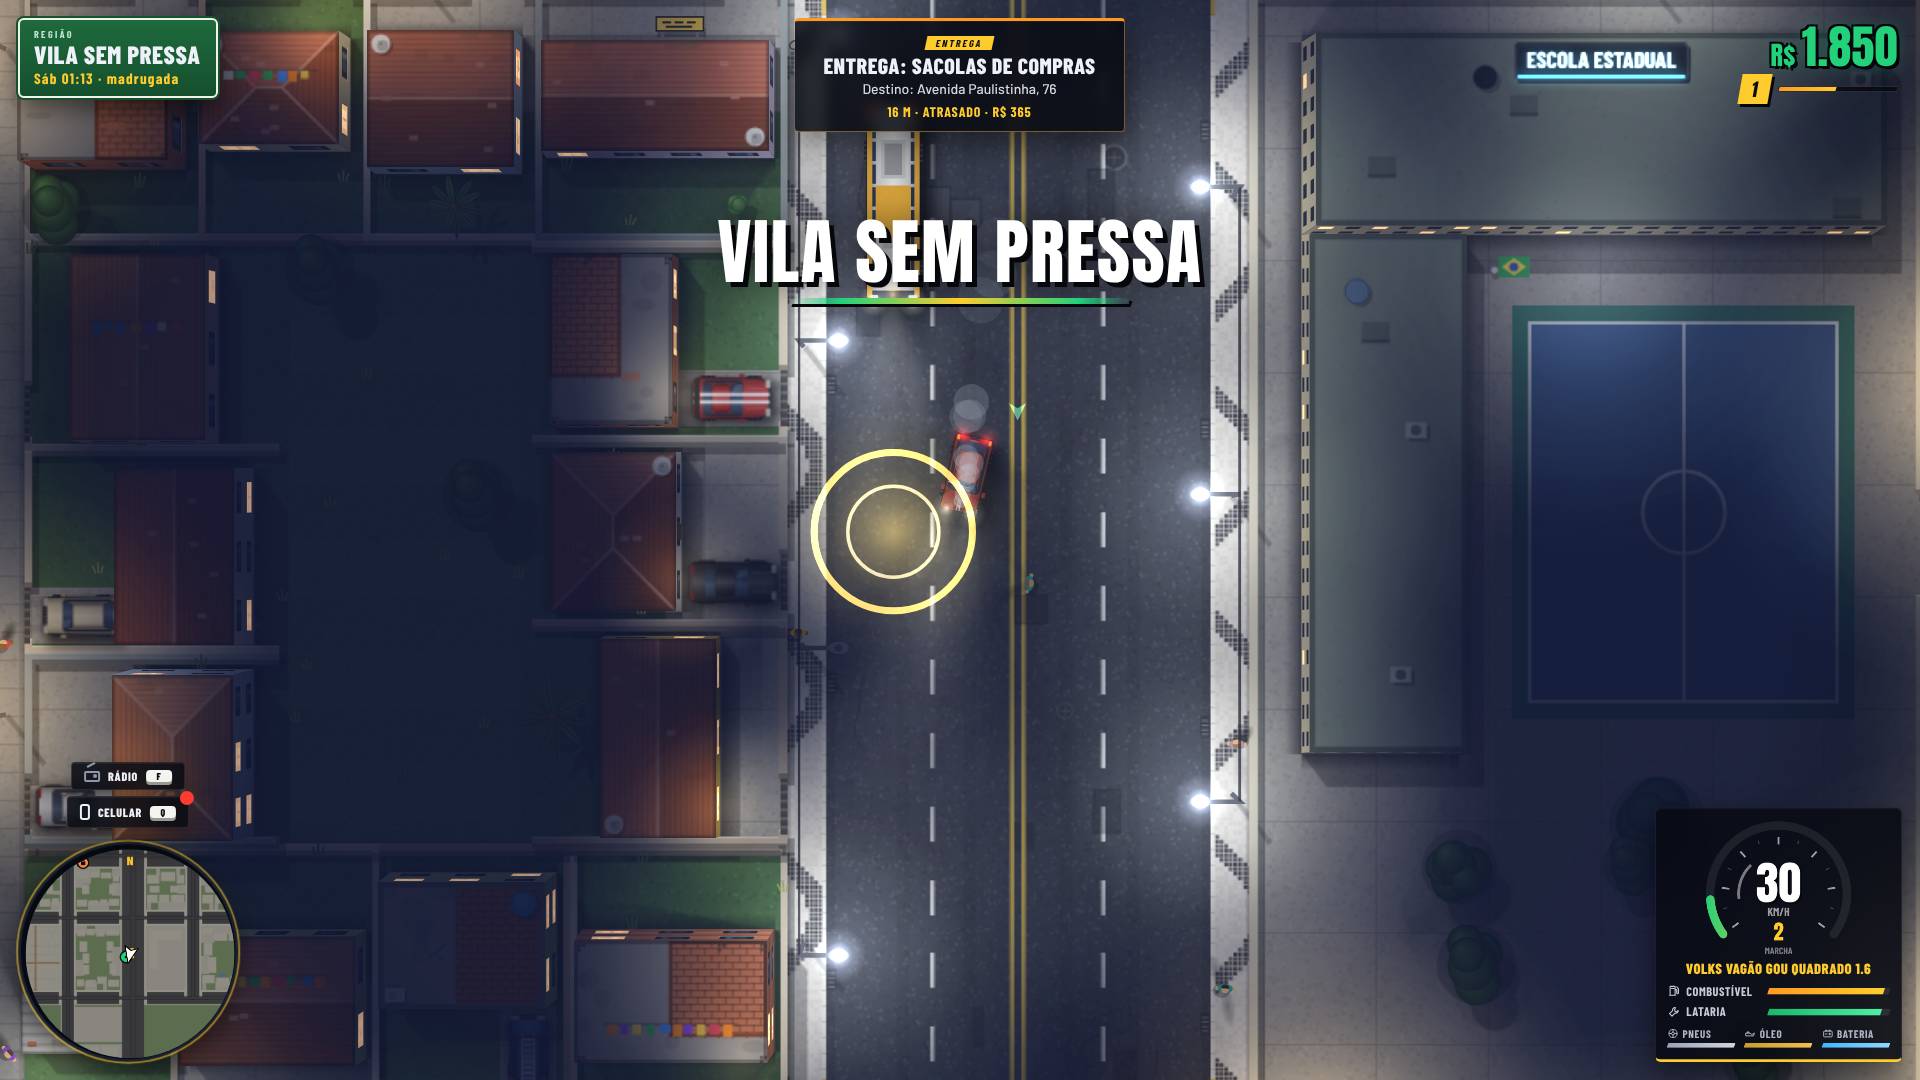 REGIÃO
VILA SEM PRESSA
Sáb 01:13 · madrugada
ENTREGA
ENTREGA: SACOLAS DE COMPRAS
Destino: Avenida Paulistinha, 76
16 M · ATRASADO · R$ 365
ESCOLA ESTADUAL
R$ 1.850
1
VILA SEM PRESSA
RÁDIO F
CELULAR Q
N
30
KM/H
2
MARCHA
VOLKS VAGÃO GOU QUADRADO 1.6
COMBUSTÍVEL
LATARIA
PNEUS ÓLEO BATERIA